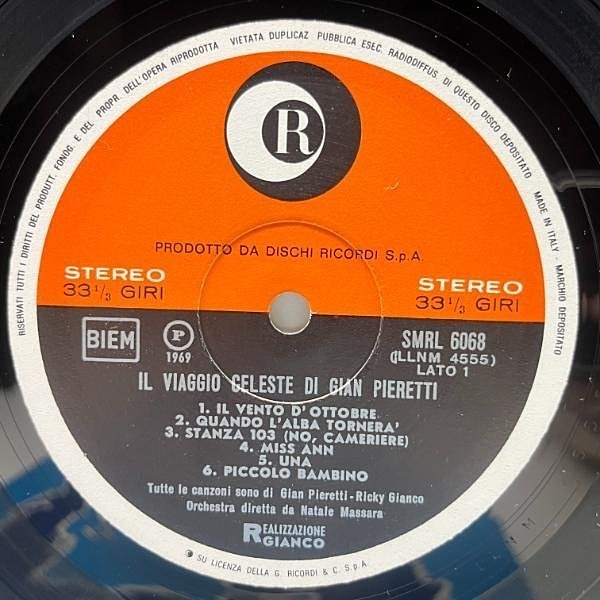 RISERVATI TUTTI I DIRITTI DEL PRODUTT. FONOG. E DEL PROPR. DELL'OPERA RIPRODOTTA VIETATA DUPLICAZ PUBBLICA ESEC. RADIODIFFUS. DI QUESTO DISCO DEPOSITATO
MADE IN ITALY - MARCHIO DEPOSITATO
R
PRODOTTO DA DISCHI RICORDI S.p.A.
STEREO
33 1/3 GIRI
STEREO
33 1/3 GIRI
BIEM
P
1969
SMRL 6068
(LLNM 4555)
LATO 1
IL VIAGGIO CELESTE DI GIAN PIERETTI
1. IL VENTO D'OTTOBRE
2. QUANDO L'ALBA TORNERA'
3. STANZA 103 (NO, CAMERIERE)
4. MISS ANN
5. UNA
6. PICCOLO BAMBINO
Tutte le canzoni sono di Gian Pieretti-Ricky Gianco
Orchestra diretta da Natale Massara
REALIZZAZIONE
GIANCO
SU LICENZA DELLA G. RICORDI & C. S.p.A.